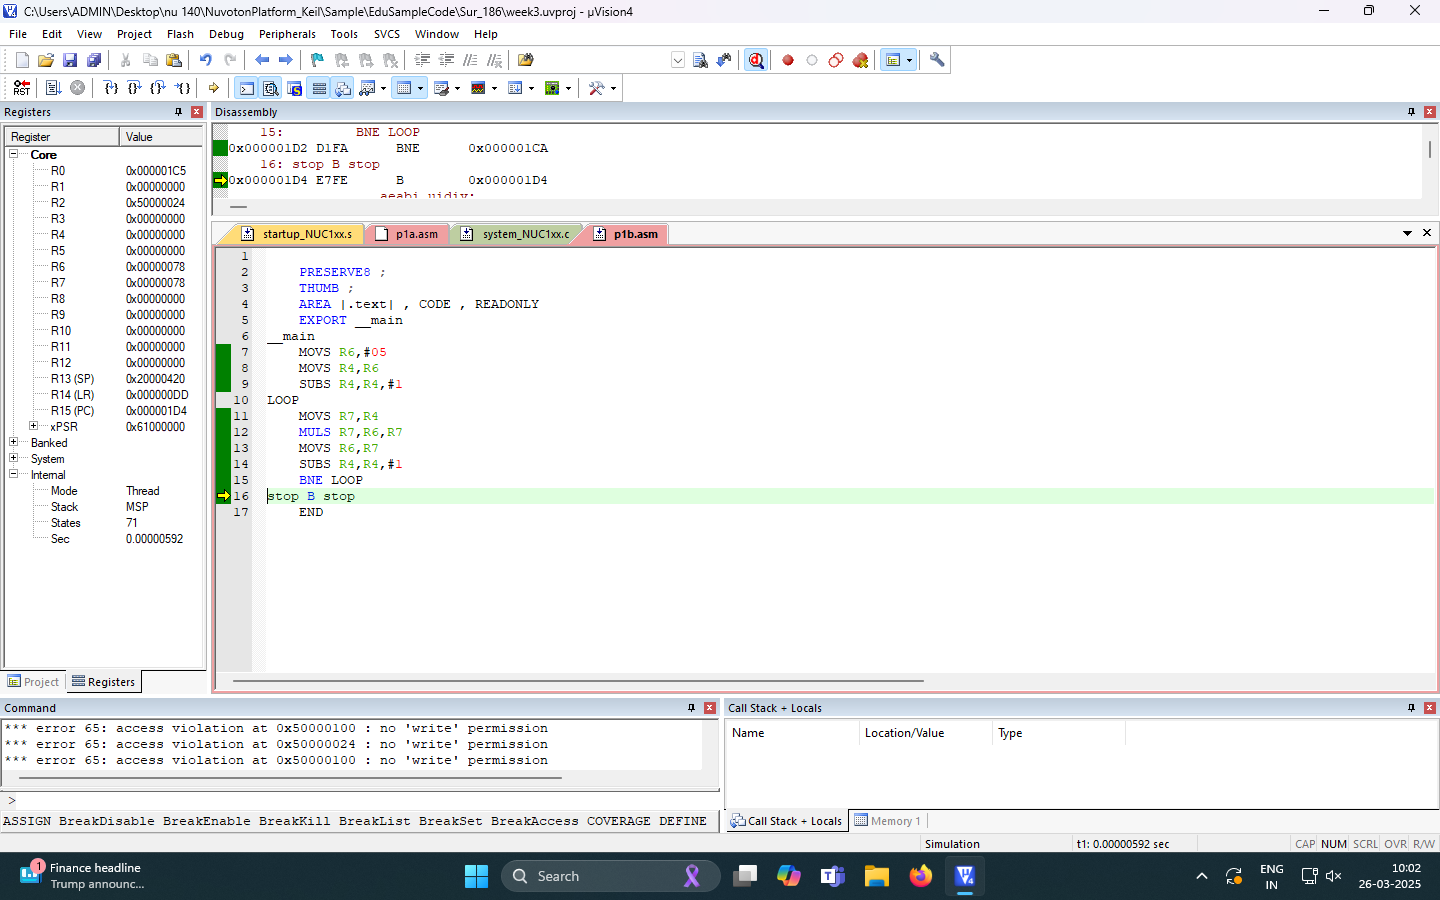 C:\Users\ADMIN\Desktop\nu 140\NuvotonPlatform_Keil\Sample\EduSampleCode\Sur_186\week3.uvproj - µVision4
File Edit View Project Flash Debug Peripherals Tools SVCS Window Help
RST
Registers
Register Value
Core
R0 0x000001C5
R1 0x00000000
R2 0x50000024
R3 0x00000000
R4 0x00000000
R5 0x00000000
R6 0x00000078
R7 0x00000078
R8 0x00000000
R9 0x00000000
R10 0x00000000
R11 0x00000000
R12 0x00000000
R13 (SP) 0x20000420
R14 (LR) 0x000000DD
R15 (PC) 0x000001D4
xPSR 0x61000000
Banked
System
Internal
Mode Thread
Stack MSP
States 71
Sec 0.00000592
Project Registers
Disassembly
15: BNE LOOP
0x000001D2 D1FA BNE 0x000001CA
16: stop B stop
0x000001D4 E7FE B 0x000001D4
startup_NUC1xx.s p1a.asm system_NUC1xx.c p1b.asm
1
2 PRESERVE8 ;
3 THUMB ;
4 AREA |.text| , CODE , READONLY
5 EXPORT __main
6 __main
7 MOVS R6,#05
8 MOVS R4,R6
9 SUBS R4,R4,#1
10 LOOP
11 MOVS R7,R4
12 MULS R7,R6,R7
13 MOVS R6,R7
14 SUBS R4,R4,#1
15 BNE LOOP
16 stop B stop
17 END
Command
*** error 65: access violation at 0x50000100 : no 'write' permission
*** error 65: access violation at 0x50000024 : no 'write' permission
*** error 65: access violation at 0x50000100 : no 'write' permission
>
ASSIGN BreakDisable BreakEnable BreakKill BreakList BreakSet BreakAccess COVERAGE DEFINE
Call Stack + Locals
Name Location/Value Type
Call Stack + Locals Memory 1
Simulation t1: 0.00000592 sec CAP NUM SCRL OVR R/W
1
Finance headline
Trump announc...
Search
ENG
IN
10:02
26-03-2025